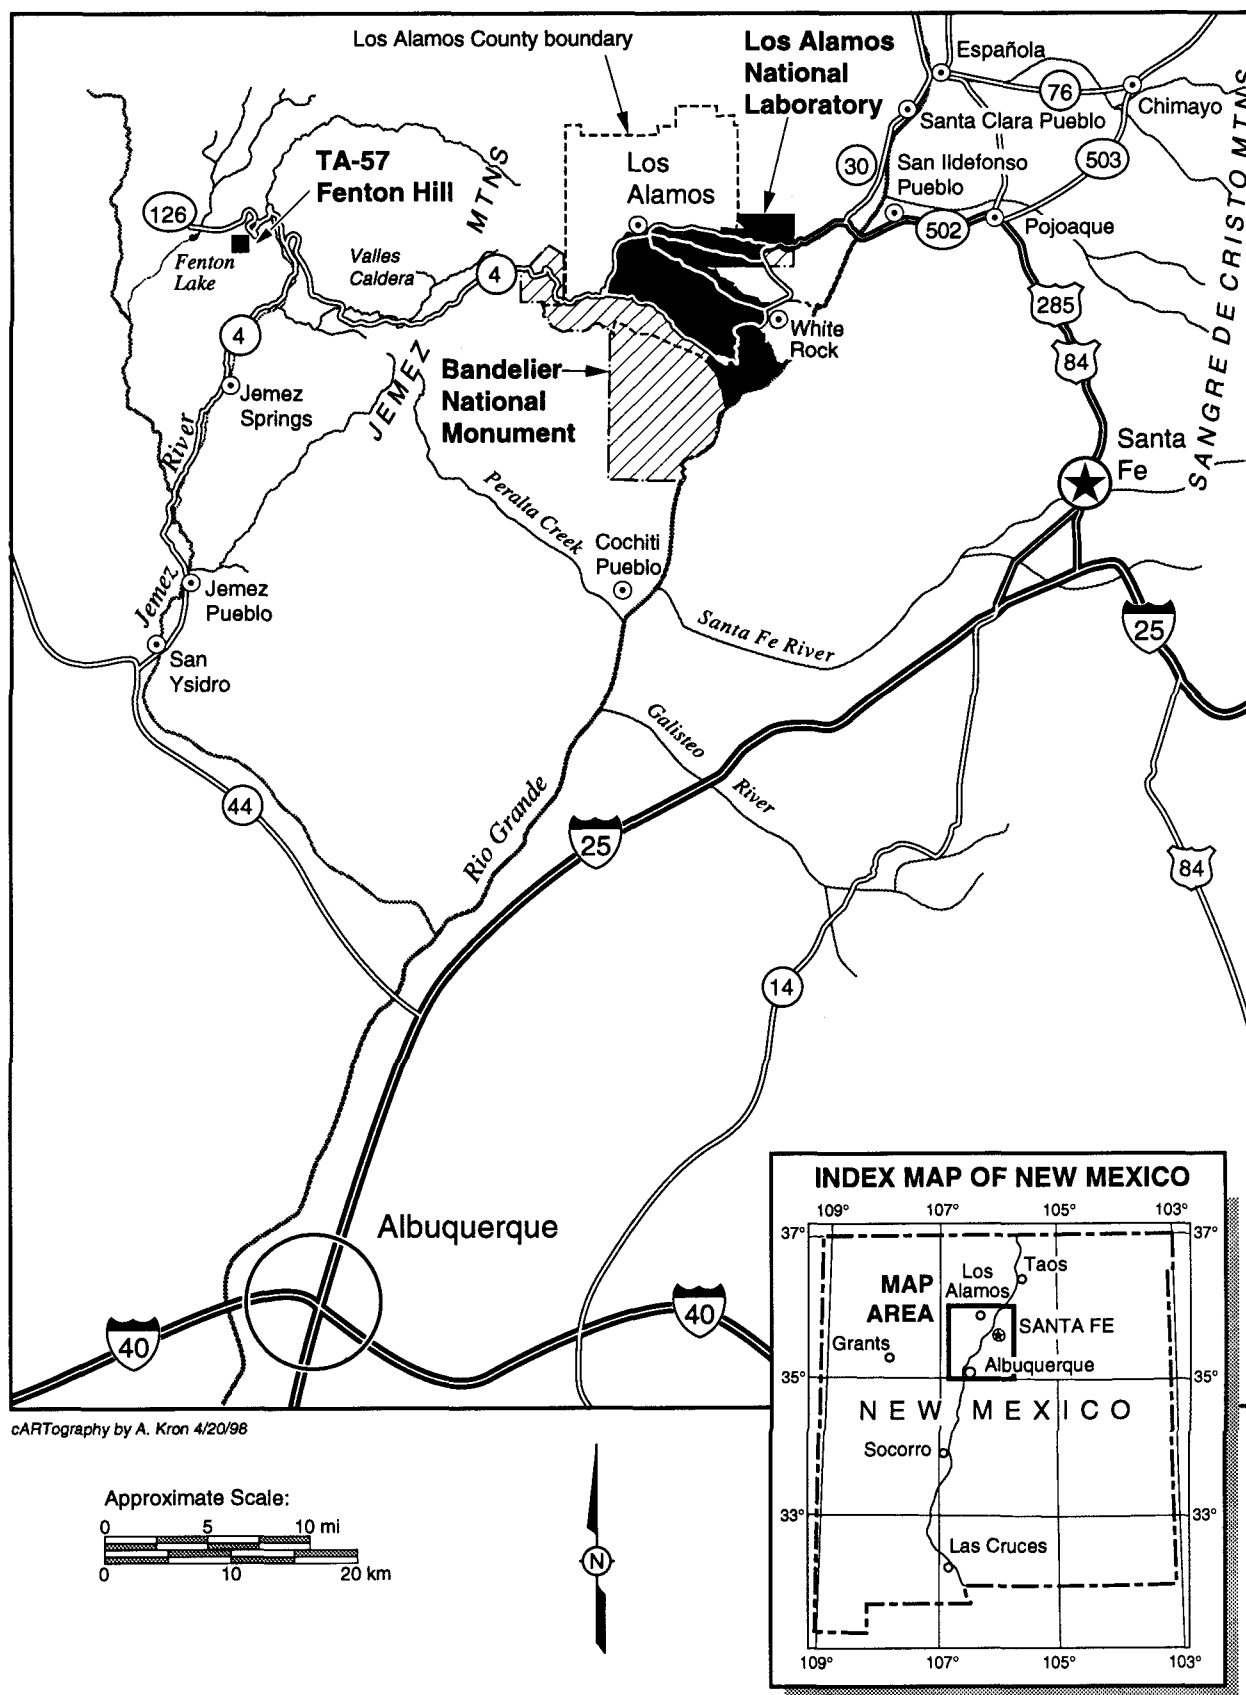 Los Alamos County boundary
Los Alamos
National
Laboratory
Española
76
Chimayo
Santa Clara Pueblo
30
San Ildefonso
Pueblo
503
502
Pojoaque
SANGRE DE CRISTO MTNS
TA-57
Fenton Hill
126
Fenton
Lake
Valles
Caldera
JEMEZ MTNS
4
Los
Alamos
285
84
White
Rock
4
Jemez
Springs
Bandelier
National
Monument
Santa
Fe
Jemez River
Peralta Creek
Cochiti
Pueblo
Jemez
Pueblo
San
Ysidro
Santa Fe River
25
Galisteo River
44
Rio Grande
25
84
14
Albuquerque
40
40
cARTography by A. Kron 4/20/98
Approximate Scale:
0 5 10 mi
0 10 20 km
N
INDEX MAP OF NEW MEXICO
109° 107° 105° 103°
37° 37°
Taos
Los
Alamos
MAP
AREA
SANTA FE
Grants
Albuquerque
35° 35°
NEW MEXICO
Socorro
33° 33°
Las Cruces
109° 107° 105° 103°